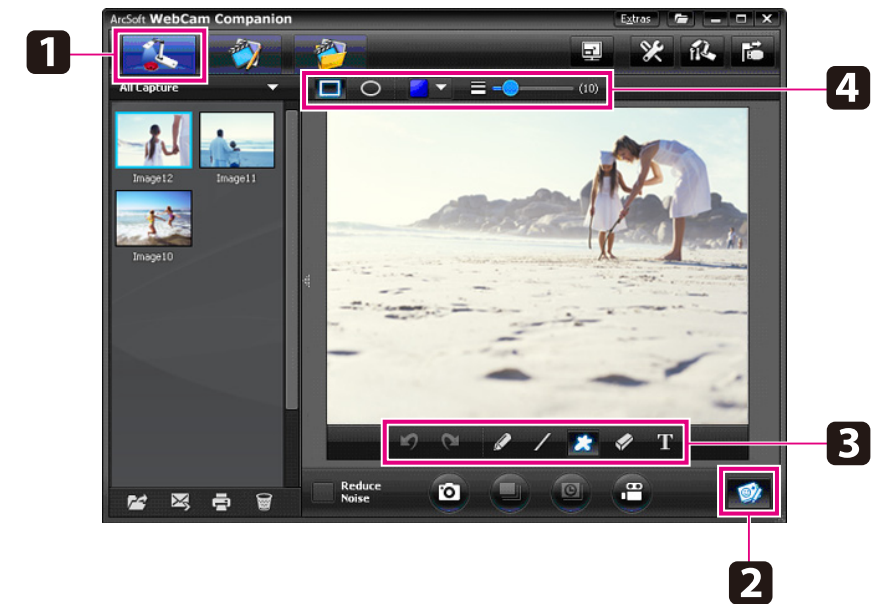 ArcSoft WebCam Companion
Extras
1
4
All Capture
(10)
Image12
Image11
Image10
T
3
Reduce
Noise
2